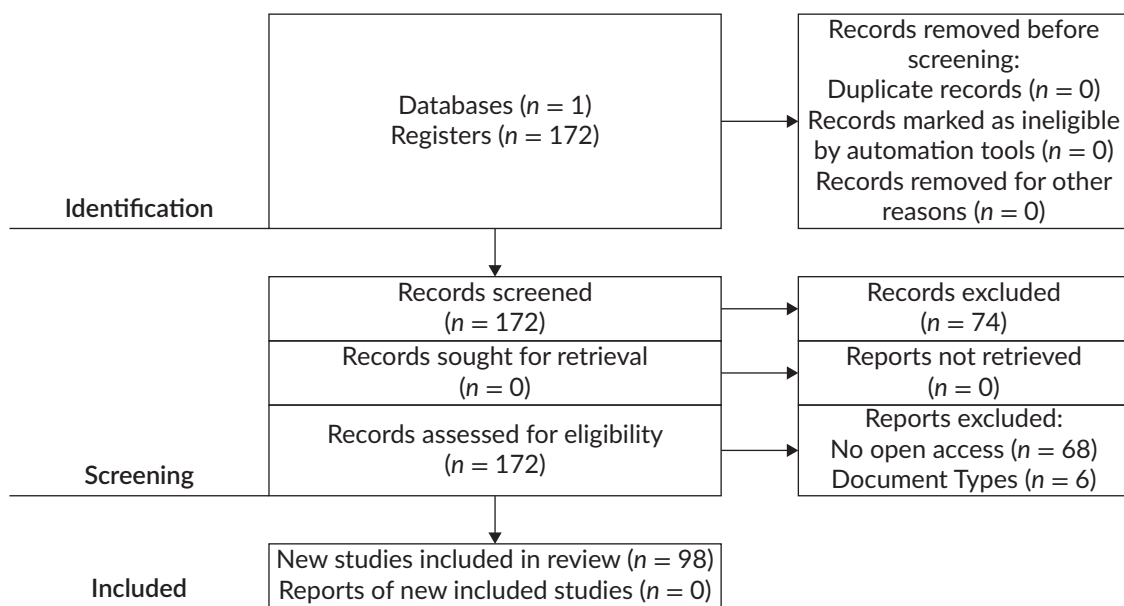 Databases (n = 1)
Registers (n = 172)
Records removed before
screening:
Duplicate records (n = 0)
Records marked as ineligible
by automation tools (n = 0)
Records removed for other
reasons (n = 0)
Identification
Records screened
(n = 172)
Records excluded
(n = 74)
Records sought for retrieval
(n = 0)
Reports not retrieved
(n = 0)
Records assessed for eligibility
(n = 172)
Reports excluded:
No open access (n = 68)
Document Types (n = 6)
Screening
New studies included in review (n = 98)
Reports of new included studies (n = 0)
Included